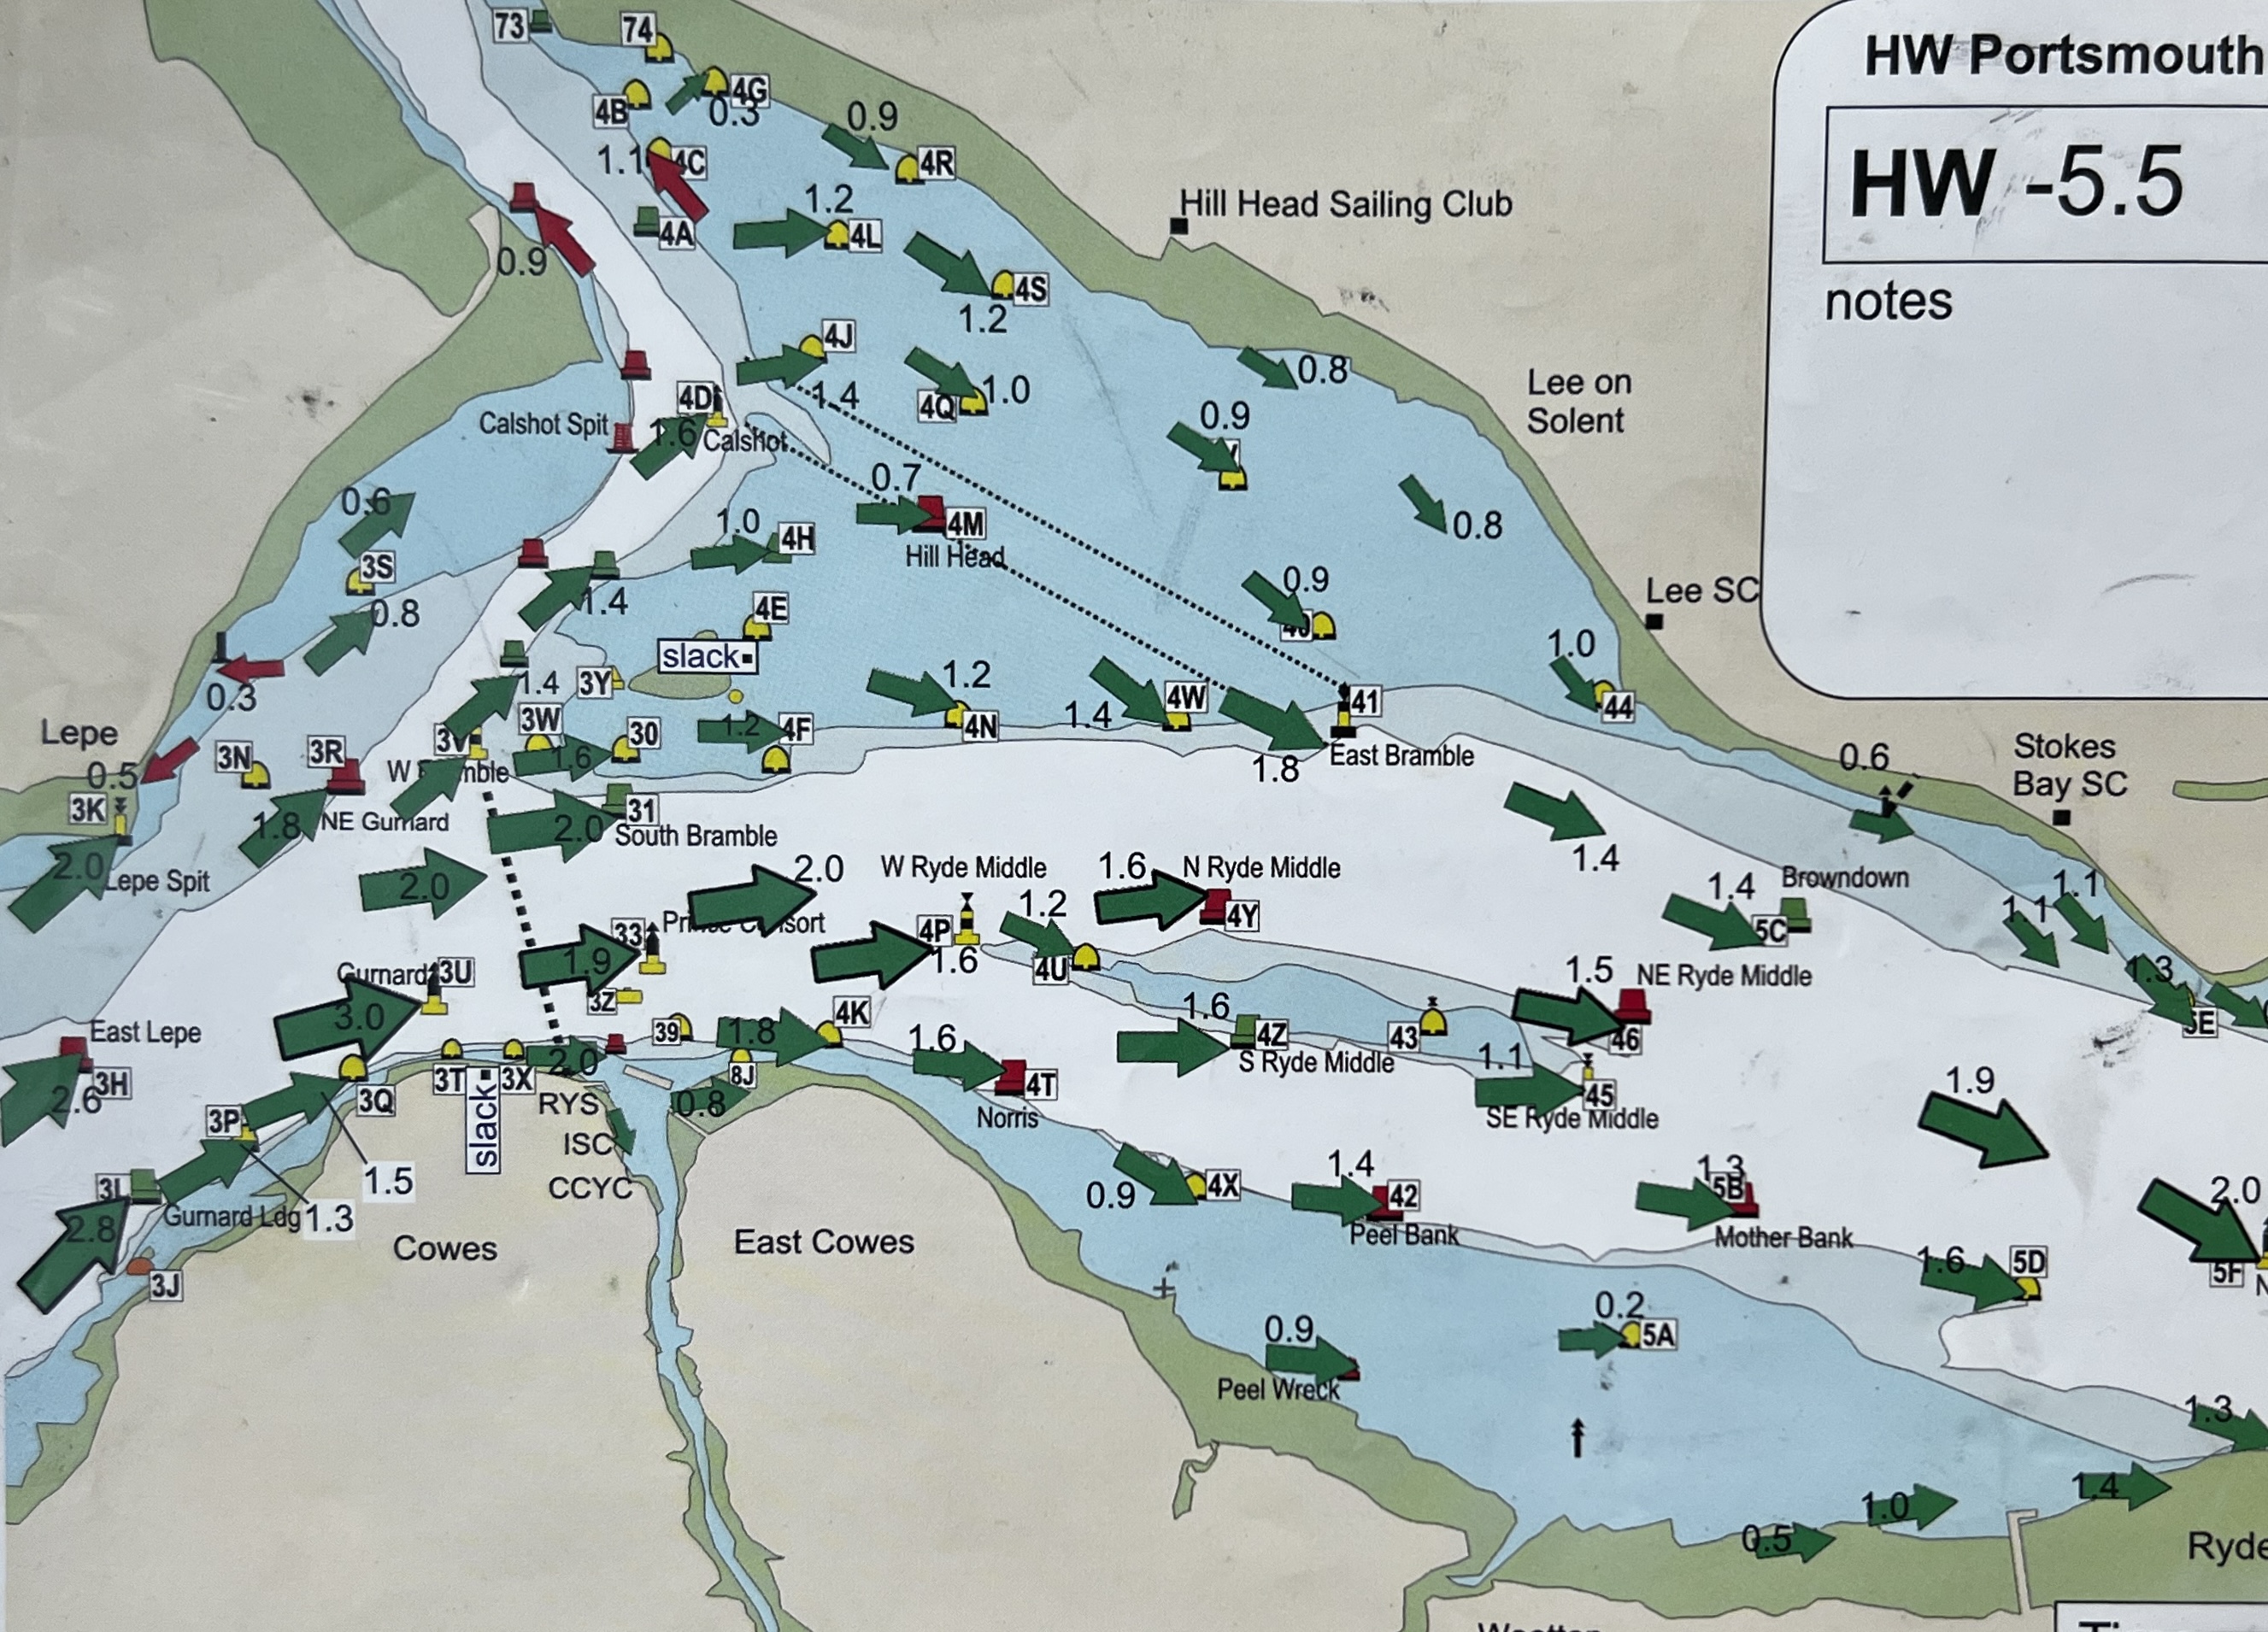 73
74
HW Portsmouth
4G
4B
0.3
HW -5.5
0.9
1.1
4C
4R
1.2
Hill Head Sailing Club
4A
4L
0.9
4S
notes
1.2
4J
0.8
1.4
4D
4Q
1.0
Lee on
Solent
Calshot Spit
1.6
Calshot
0.9
0.7
0.6
1.0
4H
4M
0.8
Hill Head
3S
0.9
0.8
1.4
4E
Lee SC
slack
1.0
0.3
1.4
3Y
1.2
4W
41
44
Lepe
3W
30
1.2
4F
4N
1.4
3N
3R
0.5
1.6
1.8
East Bramble
0.6
Stokes
Bay SC
3K
31
1.8
NE Gurnard
2.0
South Bramble
2.0
Lepe Spit
2.0
2.0
W Ryde Middle
1.6
N Ryde Middle
1.4
1.4
Browndown
1.1
1.2
4Y
33
4P
5C
1.6
4U
1.9
1.5
NE Ryde Middle
1.3
Gurnard
3U
3Z
1.6
3.0
39
1.8
4K
4Z
43
46
East Lepe
1.6
S Ryde Middle
1.1
3T
3X
2.0
8J
4T
45
3H
2.6
3Q
slack
RYS
0.8
Norris
SE Ryde Middle
1.9
3P
ISC
1.5
CCYC
0.9
4X
1.4
42
1.3
5B
2.0
2.8
Gurnard Ldg
1.3
Peel Bank
Mother Bank
Cowes
East Cowes
1.6
5D
5F
3J
0.2
5A
0.9
Peel Wreck
1.3
1.4
1.0
0.5